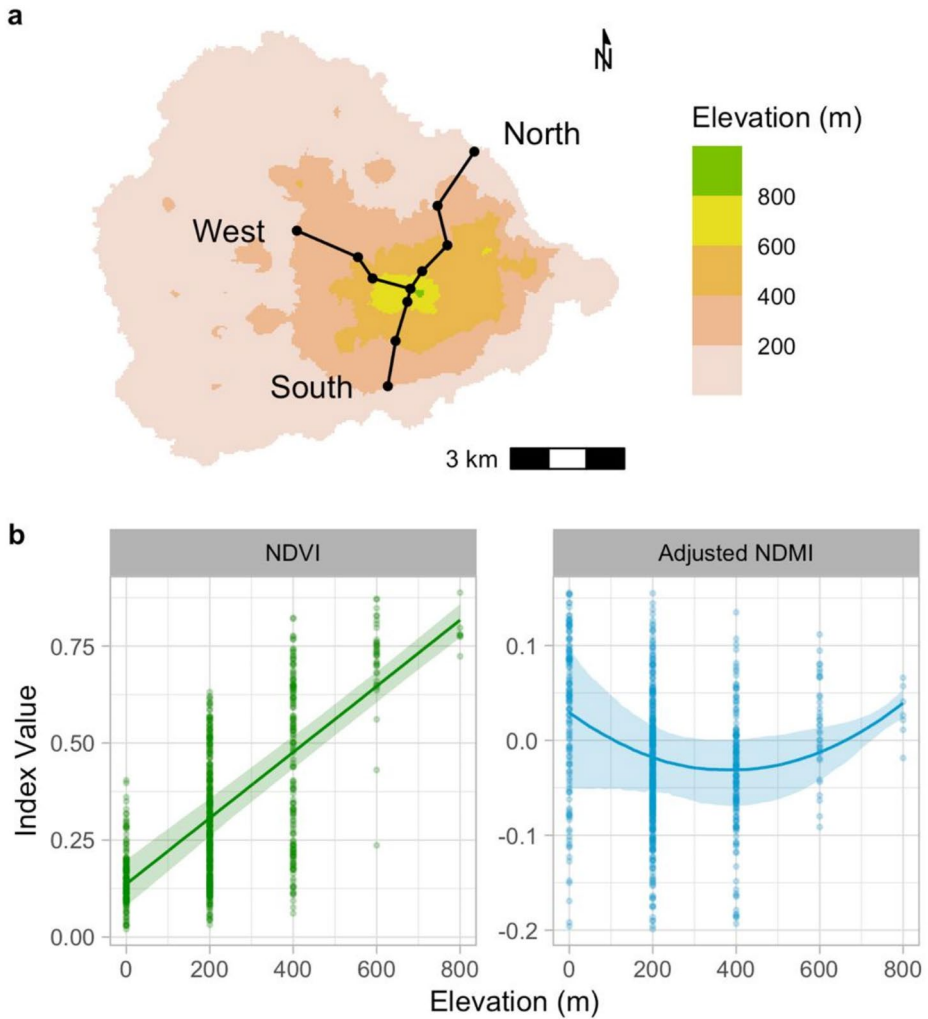 a
N
North
West
South
Elevation (m)
800
600
400
200
3 km
b
NDVI
Adjusted NDMI
Index Value
0.75
0.50
0.25
0.00
0.1
0.0
-0.1
-0.2
0 200 400 600 800
0 200 400 600 800
Elevation (m)